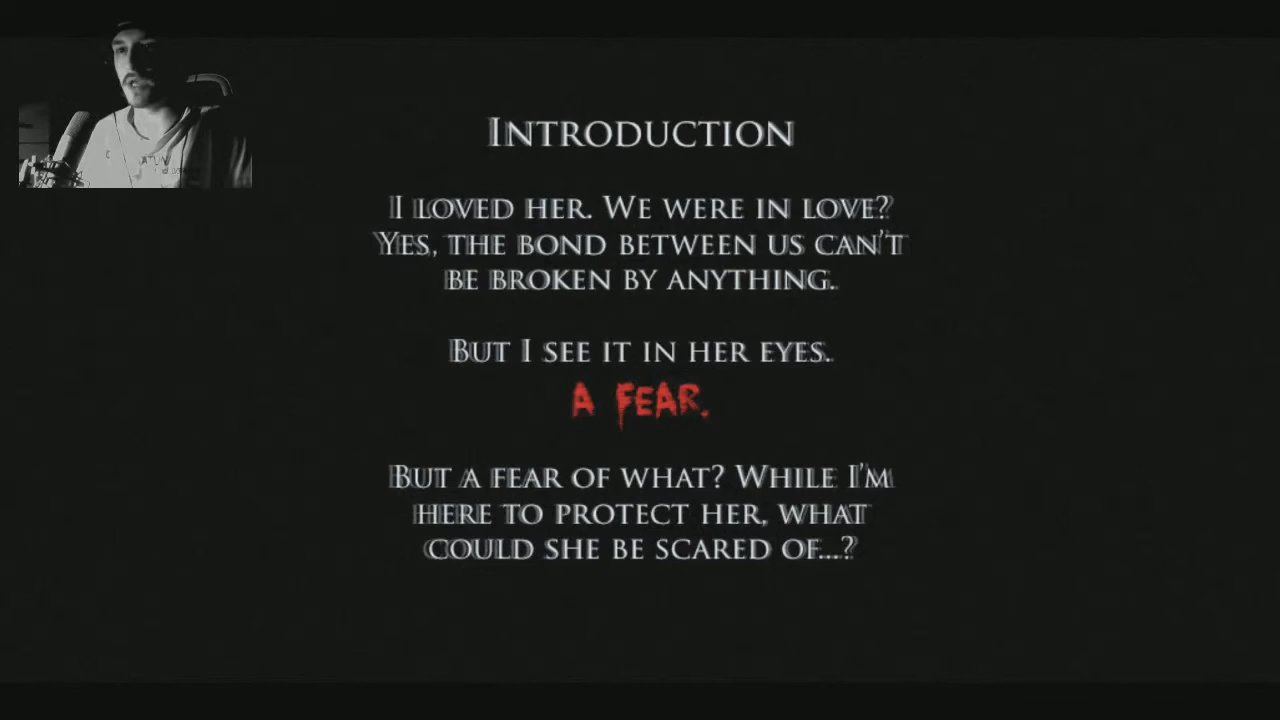 Introduction
I loved her. We were in love?
Yes, the bond between us can't
be broken by anything.
But I see it in her eyes.
A fear.
But a fear of what? While I'm
here to protect her, what
could she be scared of...?